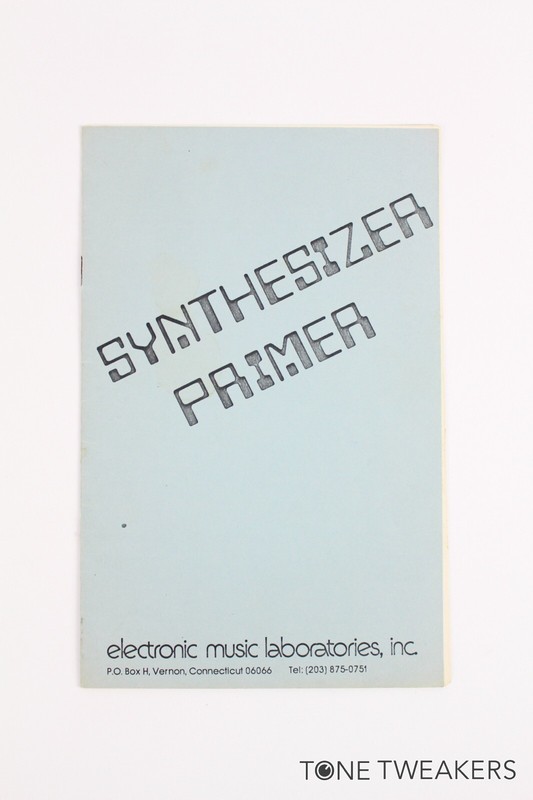 SYNTHESIZER
PRIMER
electronic music laboratories, inc.
P.O. Box H, Vernon, Connecticut 06066 Tel: (203) 875-0751
TONE TWEAKERS